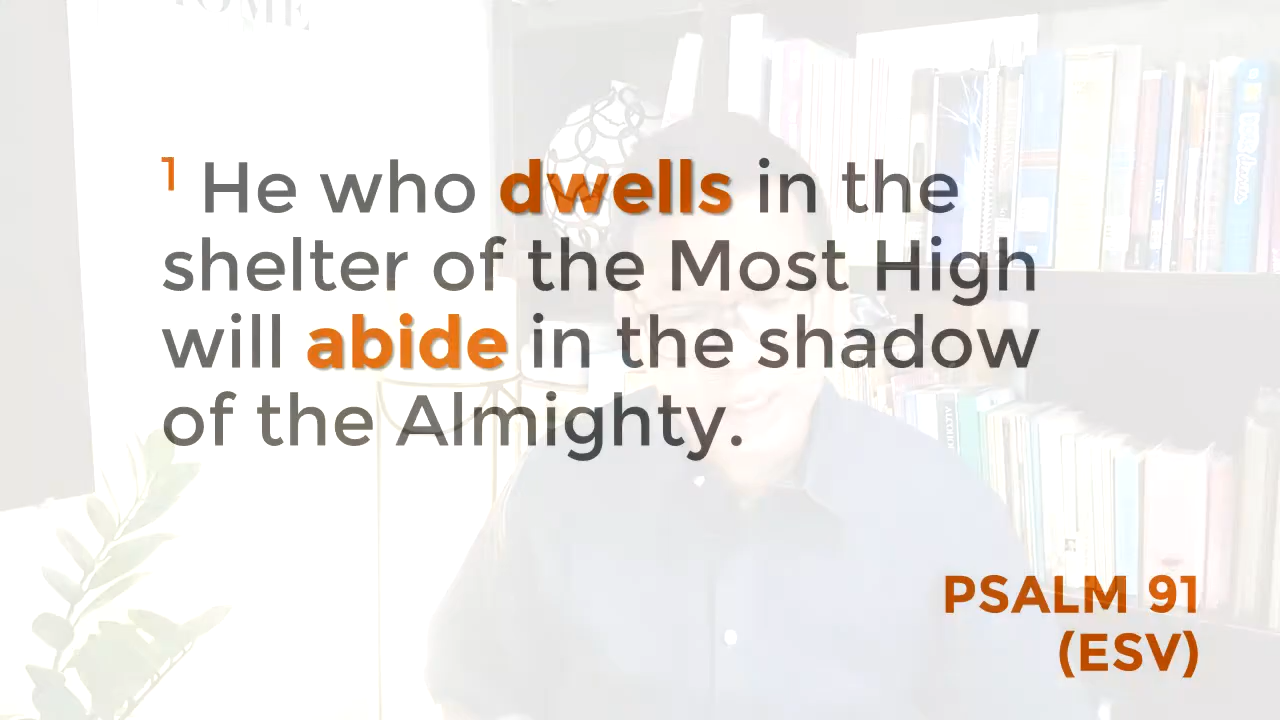 1 He who dwells in the
shelter of the Most High
will abide in the shadow
of the Almighty.
PSALM 91
(ESV)